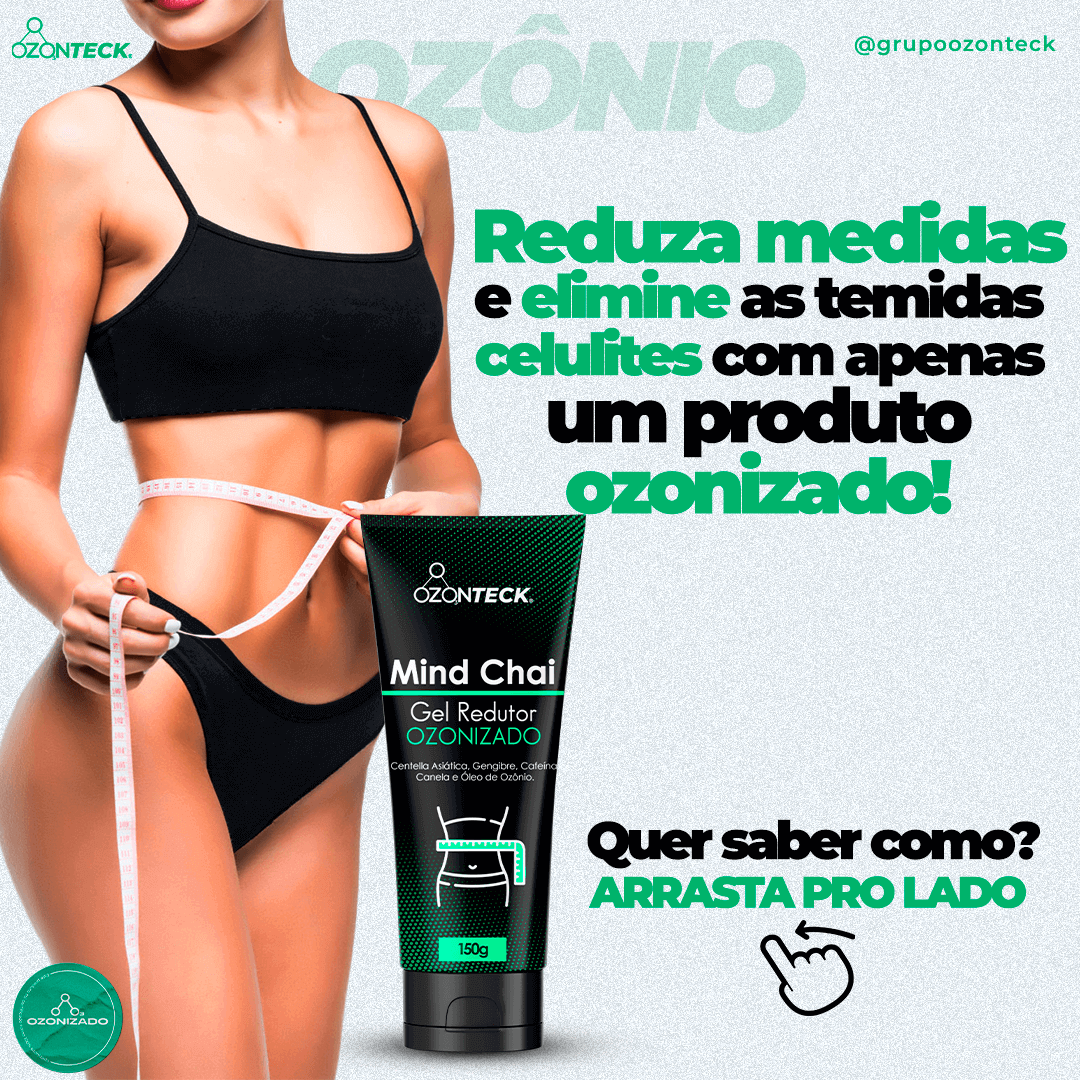 OZONTECK
@grupoozonteck
OZÔNIO
Reduza medidas
e elimine as temidas
celulites com apenas
um produto
ozonizado!
OZONTECK
Mind Chai
Gel Redutor
OZONIZADO
Centella Asiática, Gengibre, Cafeína,
Canela e Óleo de Ozônio.
150g
Quer saber como?
ARRASTA PRO LADO
OZONIZADO